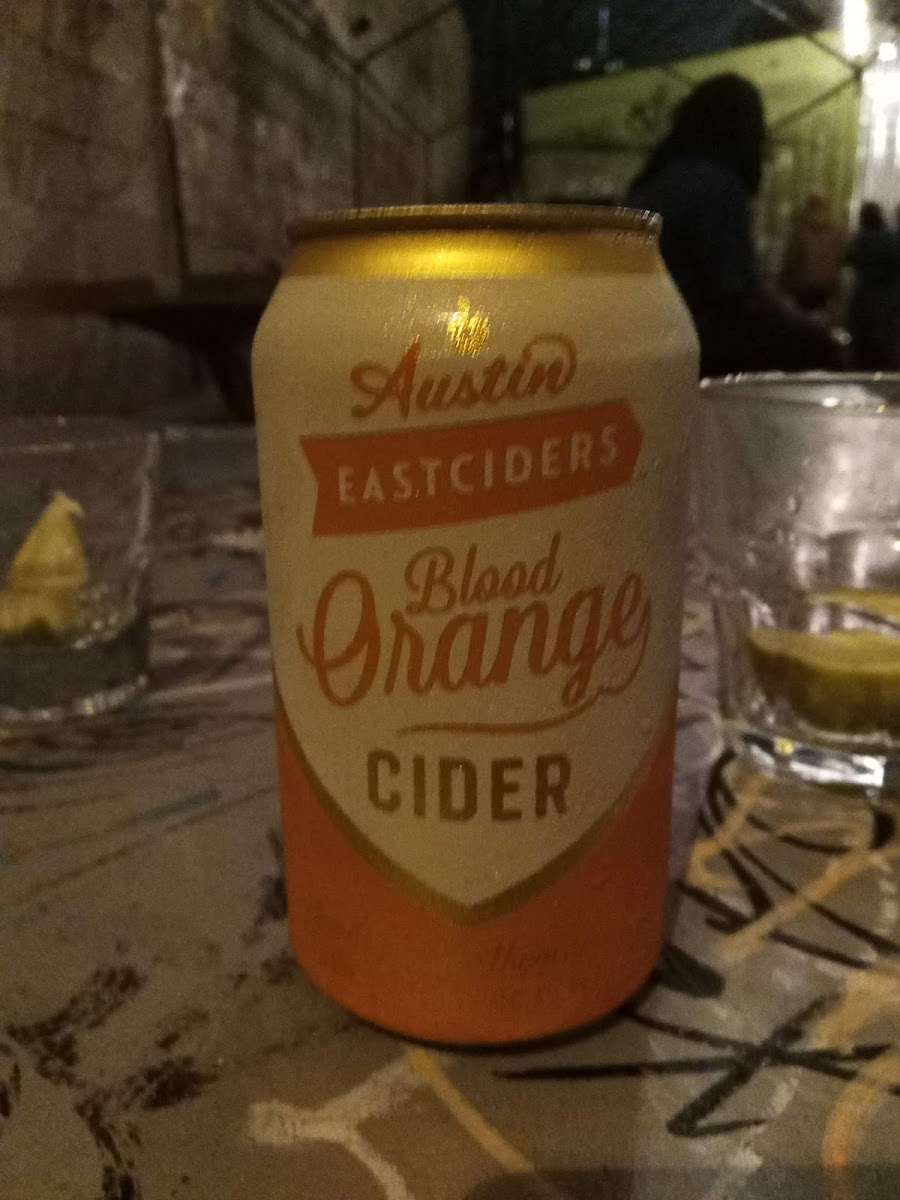 Austin
EASTCIDERS
Blood
Orange
CIDER